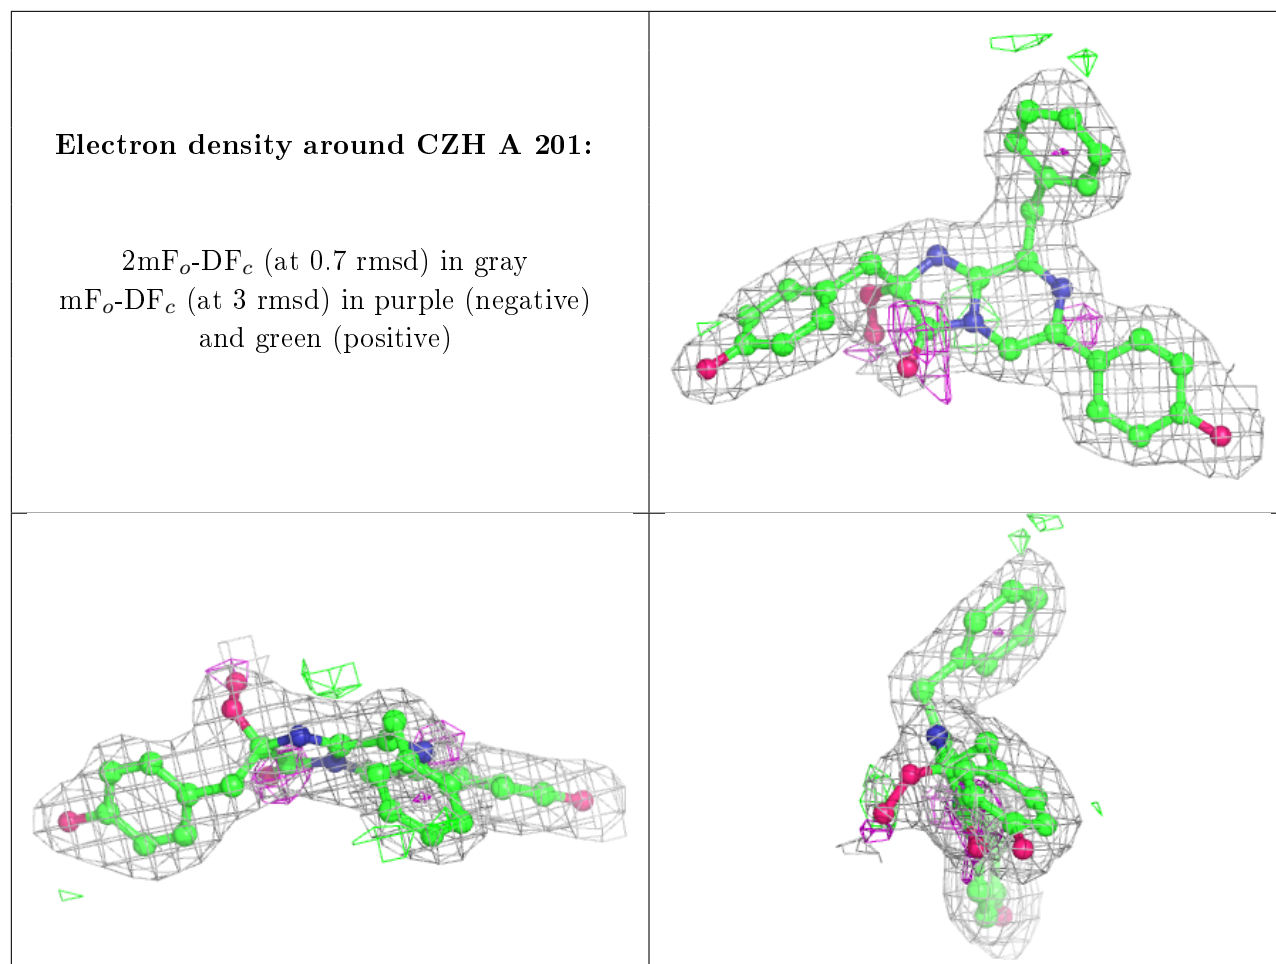 Electron density around CZH A 201:
2mFo-DFc (at 0.7 rmsd) in gray
mFo-DFc (at 3 rmsd) in purple (negative)
and green (positive)